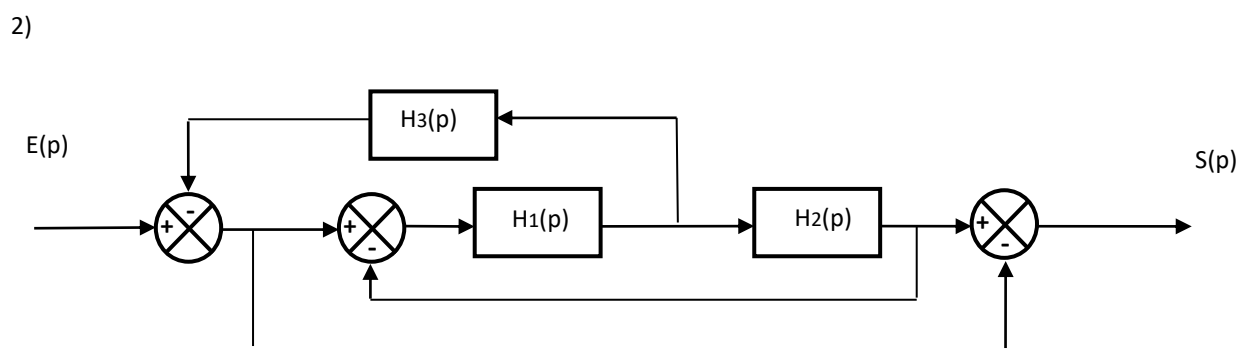 2)
H3(p)
E(p)
S(p)
-
+
+
-
H1(p)
H2(p)
+
-